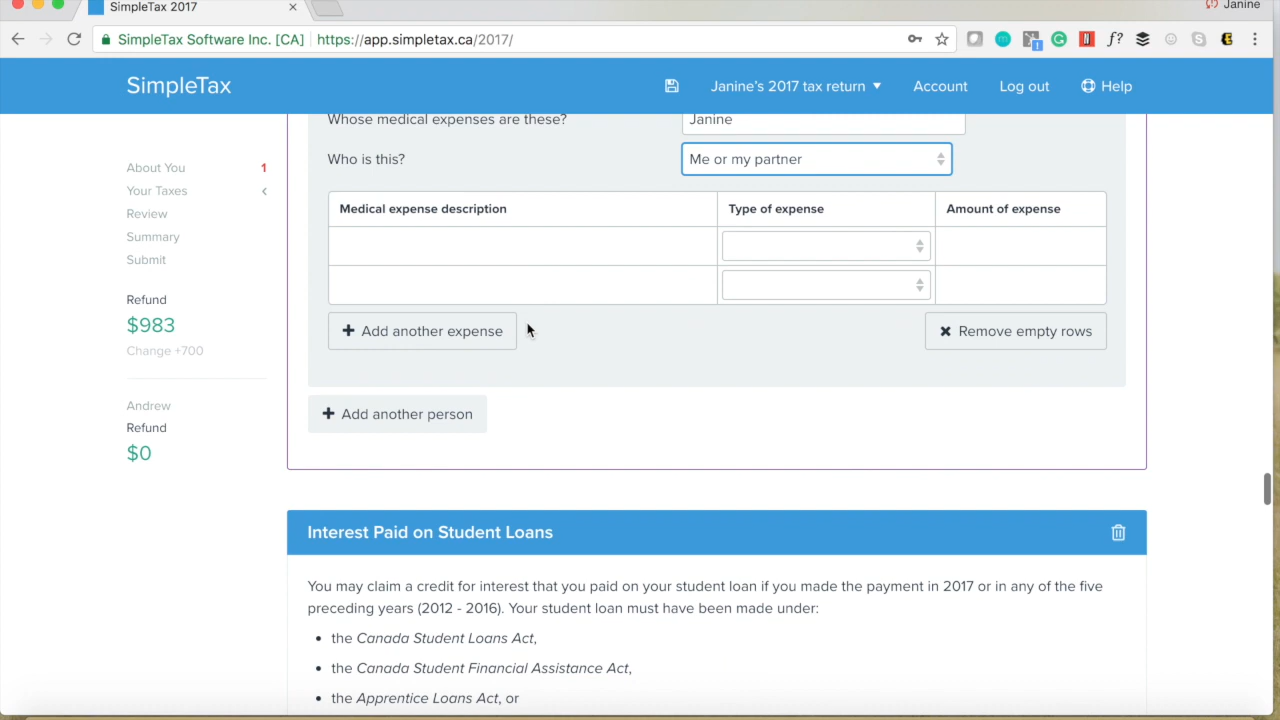 SimpleTax 2017
Janine
SimpleTax Software Inc. [CA] https://app.simpletax.ca/2017/
SimpleTax
Janine's 2017 tax return
Account
Log out
Help
Whose medical expenses are these?
Janine
Who is this?
Me or my partner
About You 1
Your Taxes
Review
Summary
Submit
Refund
$983
Change +700
Andrew
Refund
$0
Medical expense description
Type of expense
Amount of expense
Add another expense
Remove empty rows
Add another person
Interest Paid on Student Loans
You may claim a credit for interest that you paid on your student loan if you made the payment in 2017 or in any of the five
preceding years (2012 - 2016). Your student loan must have been made under:
• the Canada Student Loans Act,
• the Canada Student Financial Assistance Act,
• the Apprentice Loans Act, or